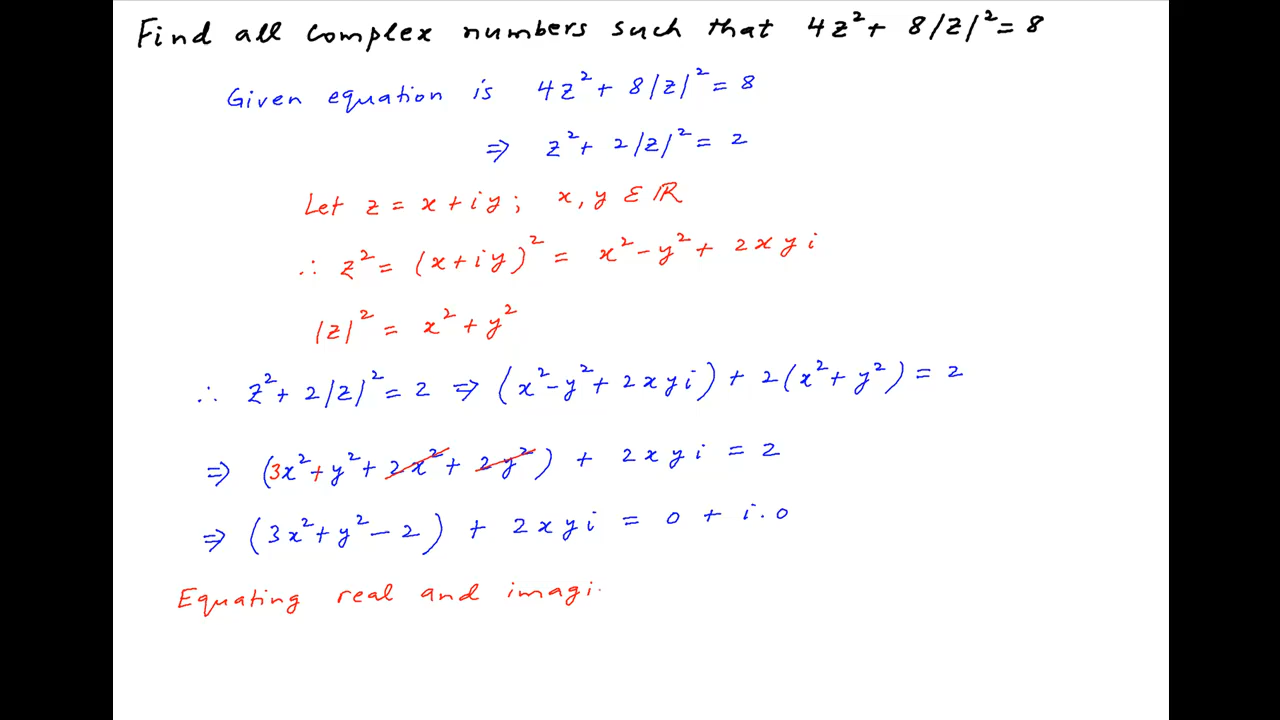 Find all complex numbers such that 4z² + 8|z|² = 8
Given equation is 4z² + 8|z|² = 8
⇒ z² + 2|z|² = 2
Let z = x + iy; x, y ε ℝ
∴ z² = (x + iy)² = x² - y² + 2xyi
|z|² = x² + y²
∴ z² + 2|z|² = 2 ⇒ (x² - y² + 2xyi) + 2(x² + y²) = 2
⇒ (3x² + y² + 2x² + 2y²) + 2xyi = 2
⇒ (3x² + y² - 2) + 2xyi = 0 + i.0
Equating real and imagi